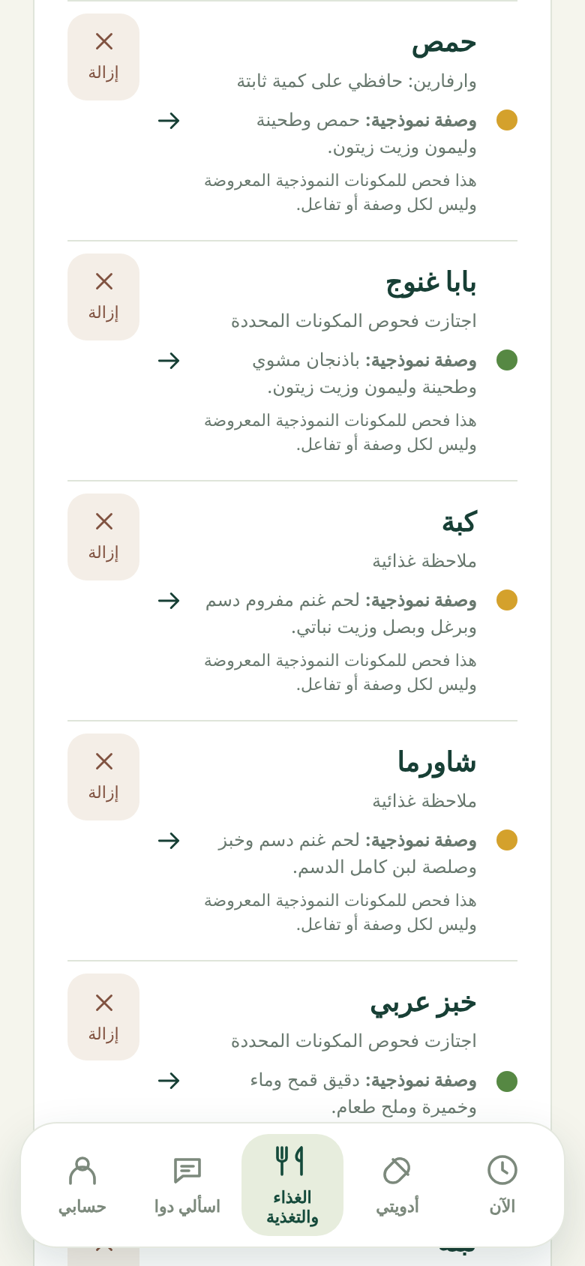 حمص
إزالة
وارفارين: حافظي على كمية ثابتة
وصفة نموذجية: حمص وطحينة
وليمون وزيت زيتون.
هذا فحص للمكونات النموذجية المعروضة
وليس لكل وصفة أو تفاعل.
بابا غنوج
إزالة
اجتازت فحوص المكونات المحددة
وصفة نموذجية: باذنجان مشوي
وطحينة وليمون وزيت زيتون.
هذا فحص للمكونات النموذجية المعروضة
وليس لكل وصفة أو تفاعل.
كبة
إزالة
ملاحظة غذائية
وصفة نموذجية: لحم غنم مفروم دسم
وبرغل وبصل وزيت نباتي.
هذا فحص للمكونات النموذجية المعروضة
وليس لكل وصفة أو تفاعل.
شاورما
إزالة
ملاحظة غذائية
وصفة نموذجية: لحم غنم دسم وخبز
وصلصة لبن كامل الدسم.
هذا فحص للمكونات النموذجية المعروضة
وليس لكل وصفة أو تفاعل.
خبز عربي
إزالة
اجتازت فحوص المكونات المحددة
وصفة نموذجية: دقيق قمح وماء
وخميرة وملح طعام.
الآن
أدويتي
الغذاء
والتغذية
اسألي دوا
حسابي